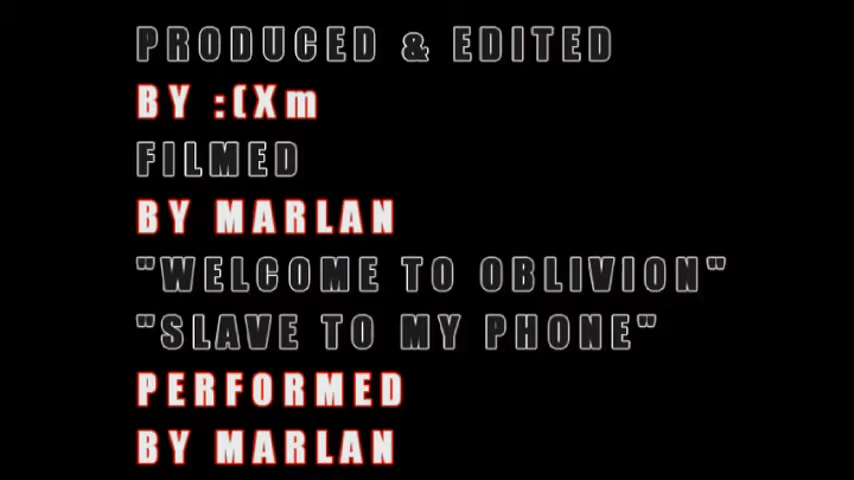 PRODUCED & EDITED
BY :(Xm
FILMED
BY MARLAN
"WELCOME TO OBLIVION"
"SLAVE TO MY PHONE"
PERFORMED
BY MARLAN